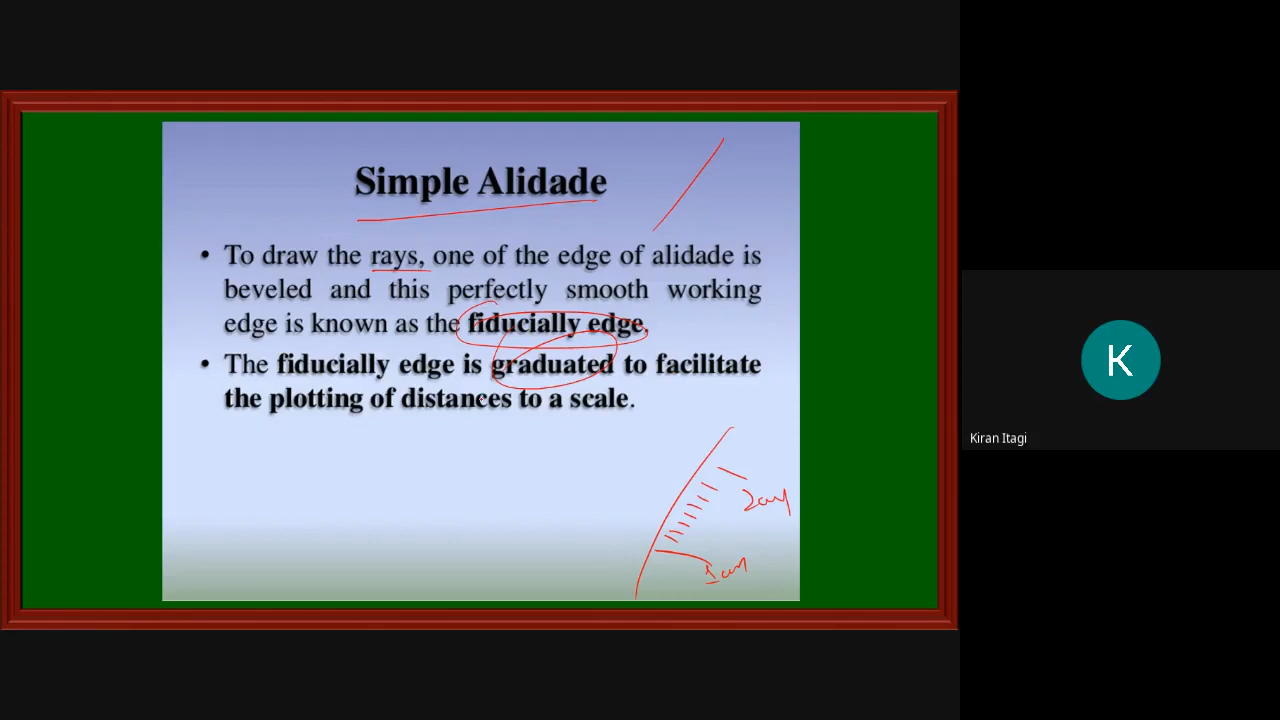 Simple Alidade
• To draw the rays, one of the edge of alidade is
beveled and this perfectly smooth working
edge is known as the fiducially edge.
• The fiducially edge is graduated to facilitate
the plotting of distances to a scale.
2cm
1cm
K
Kiran Itagi